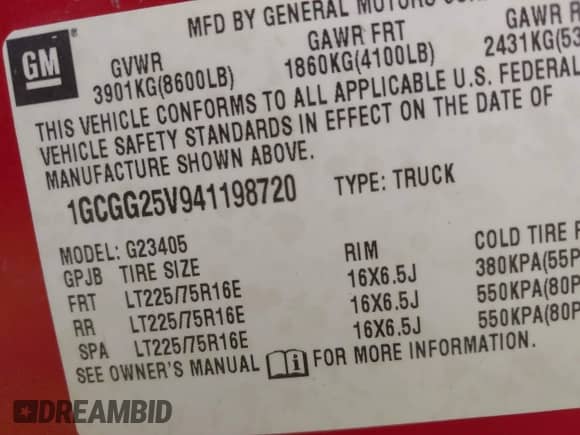 MFD BY GENERAL MOTORS
GM ®
GVWR GAWR FRT GAWR
3901KG(8600LB) 1860KG(4100LB)
THIS VEHICLE CONFORMS TO ALL APPLICABLE U.S. FEDERAL
VEHICLE SAFETY STANDARDS IN EFFECT ON THE DATE OF
MANUFACTURE SHOWN ABOVE.
1GCGG25V941198720 TYPE: TRUCK
MODEL: G23405
GPJB TIRE SIZE RIM COLD TIRE
FRT LT225/75R16E 16X6.5J 380KPA(55P
RR LT225/75R16E 16X6.5J 550KPA(80P
SPA LT225/75R16E 16X6.5J 550KPA(80P
SEE OWNER'S MANUAL i FOR MORE INFORMATION.
DREAMBID